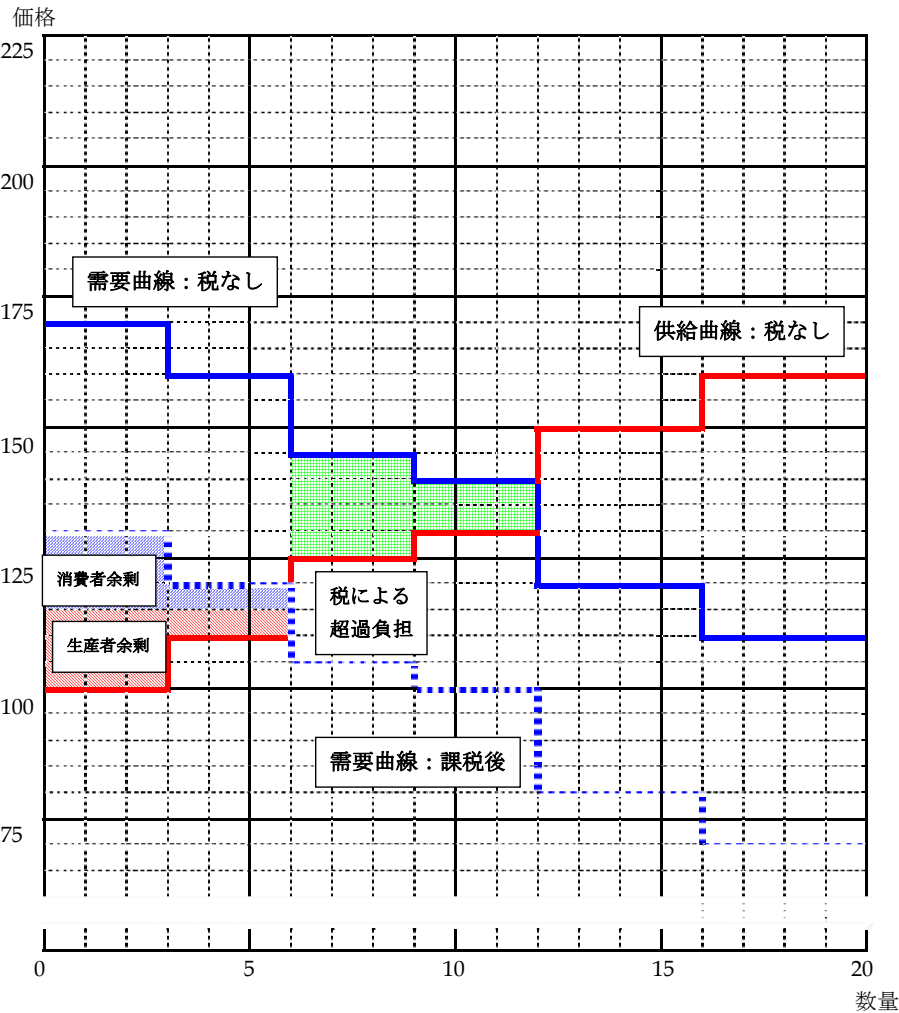 価格
225
200
需要曲線：税なし
175
供給曲線：税なし
150
125
消費者余剰
税による
超過負担
生産者余剰
100
需要曲線：課税後
75
0
5
10
15
20
数量